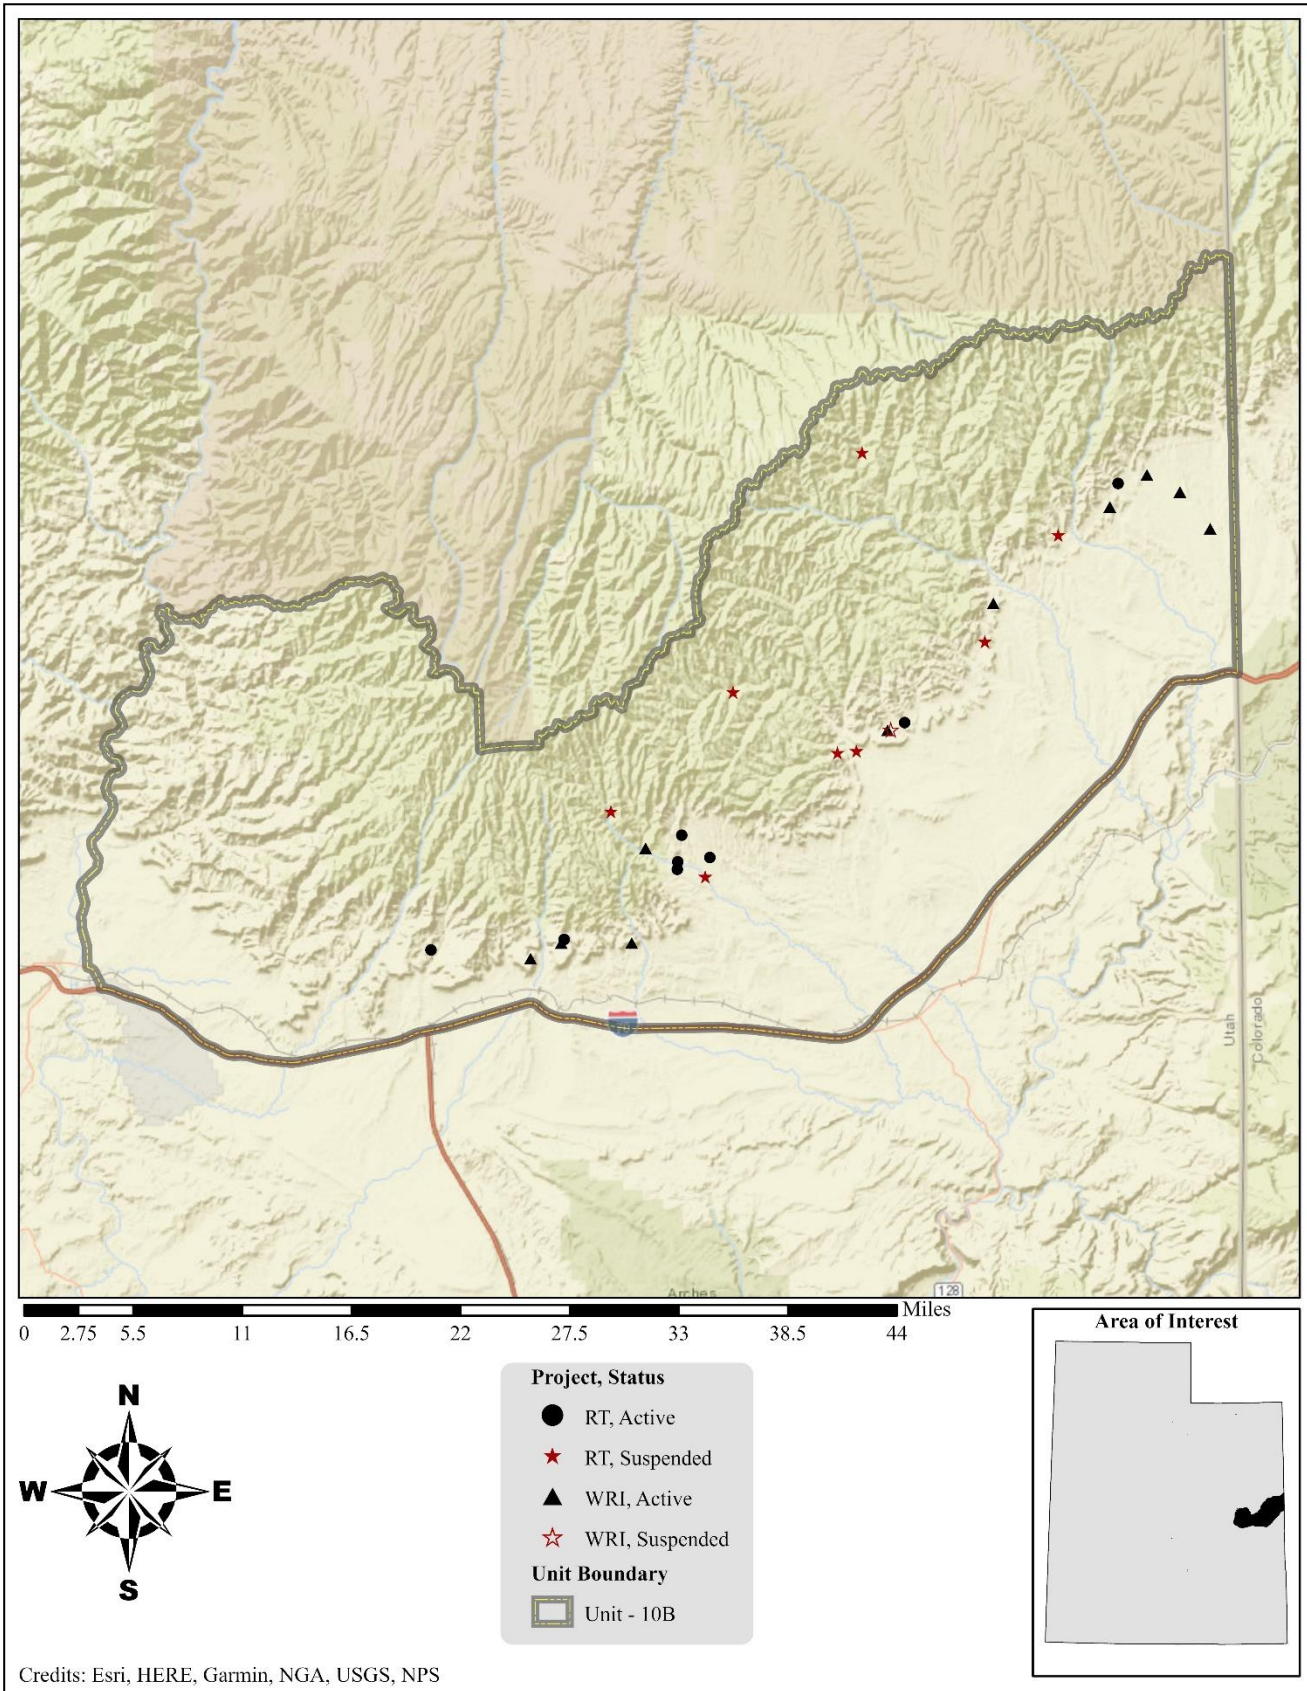 Utah
Colorado
Arches
128
Miles
0 2.75 5.5 11 16.5 22 27.5 33 38.5 44
N
W E
S
Project, Status
RT, Active
RT, Suspended
WRI, Active
WRI, Suspended
Unit Boundary
Unit - 10B
Area of Interest
Credits: Esri, HERE, Garmin, NGA, USGS, NPS